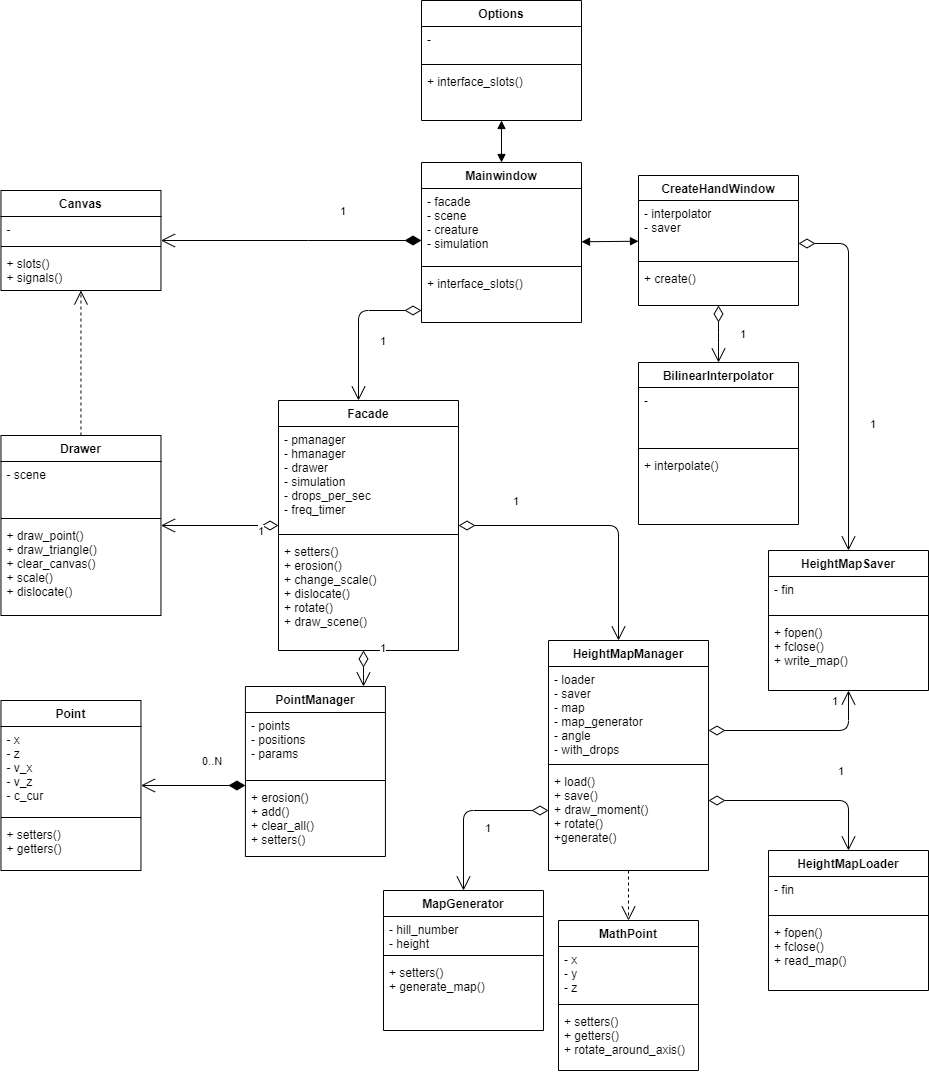 Options
-
+ interface_slots()
Mainwindow
- facade
- scene
- creature
- simulation
+ interface_slots()
CreateHandWindow
- interpolator
- saver
+ create()
Canvas
-
+ slots()
+ signals()
1
1
1
BilinearInterpolator
-
+ interpolate()
1
Facade
- pmanager
- hmanager
- drawer
- simulation
- drops_per_sec
- freq_timer
+ setters()
+ erosion()
+ change_scale()
+ dislocate()
+ rotate()
+ draw_scene()
Drawer
- scene
+ draw_point()
+ draw_triangle()
+ clear_canvas()
+ scale()
+ dislocate()
1
1
1
HeightMapSaver
- fin
+ fopen()
+ fclose()
+ write_map()
HeightMapManager
- loader
- saver
- map
- map_generator
- angle
- with_drops
+ load()
+ save()
+ draw_moment()
+ rotate()
+generate()
1
PointManager
- points
- positions
- params
+ erosion()
+ add()
+ clear_all()
+ setters()
Point
- x
- z
- v_x
- v_z
- c_cur
+ setters()
+ getters()
0..N
1
1
HeightMapLoader
- fin
+ fopen()
+ fclose()
+ read_map()
MapGenerator
- hill_number
- height
+ setters()
+ generate_map()
MathPoint
- x
- y
- z
+ setters()
+ getters()
+ rotate_around_axis()